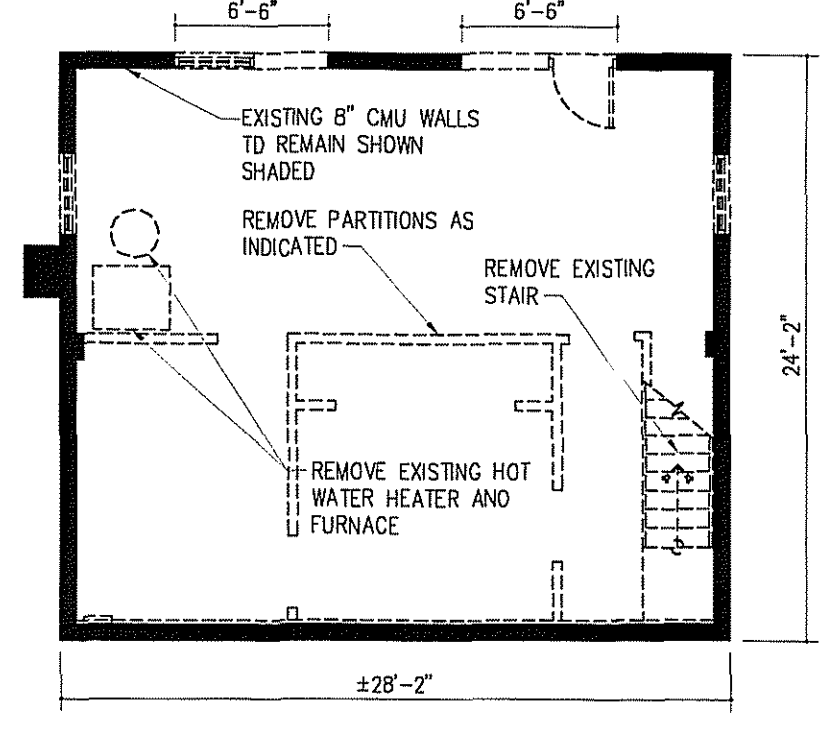 6'-6"
6'-6"
EXISTING 8" CMU WALLS
TD REMAIN SHOWN
SHADED
REMOVE PARTITIONS AS
INDICATED
REMOVE EXISTING
STAIR
24'-2"
REMOVE EXISTING HOT
WATER HEATER ANO
FURNACE
±28'-2"